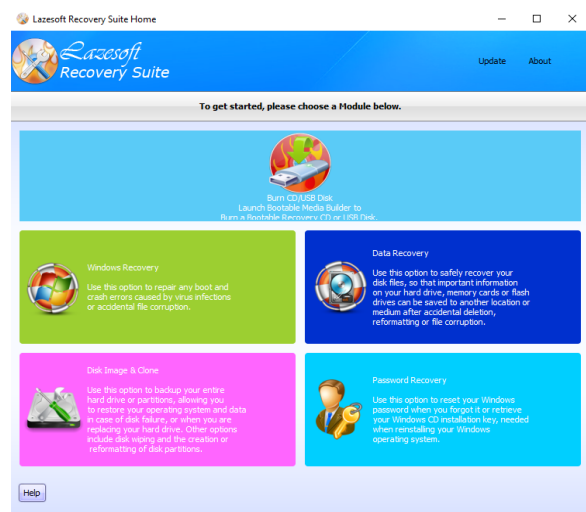 Lazesoft Recovery Suite Home
Lazesoft
Recovery Suite
Update About
To get started, please choose a Module below.
Burn CD/USB Disk
Launch Bootable Media Builder to
Burn a Bootable Recovery CD or USB Disk.
Windows Recovery
Use this option to repair any boot and
crash errors caused by virus infections
or accidental file corruption.
Data Recovery
Use this option to safely recover your
disk files, so that important information
on your hard drive, memory cards or flash
drives can be saved to another location or
medium after accidental deletion,
reformatting or file corruption.
Disk Image & Clone
Use this option to backup your entire
hard drive or partitions, allowing you
to restore your operating system and data
in case of disk failure, or when you are
replacing your hard drive. Other options
include disk wiping and the creation or
reformatting of disk partitions.
Password Recovery
Use this option to reset your Windows
password when you forgot it or retrieve
your Windows CD installation key, needed
when reinstalling your Windows
operating system.
Help